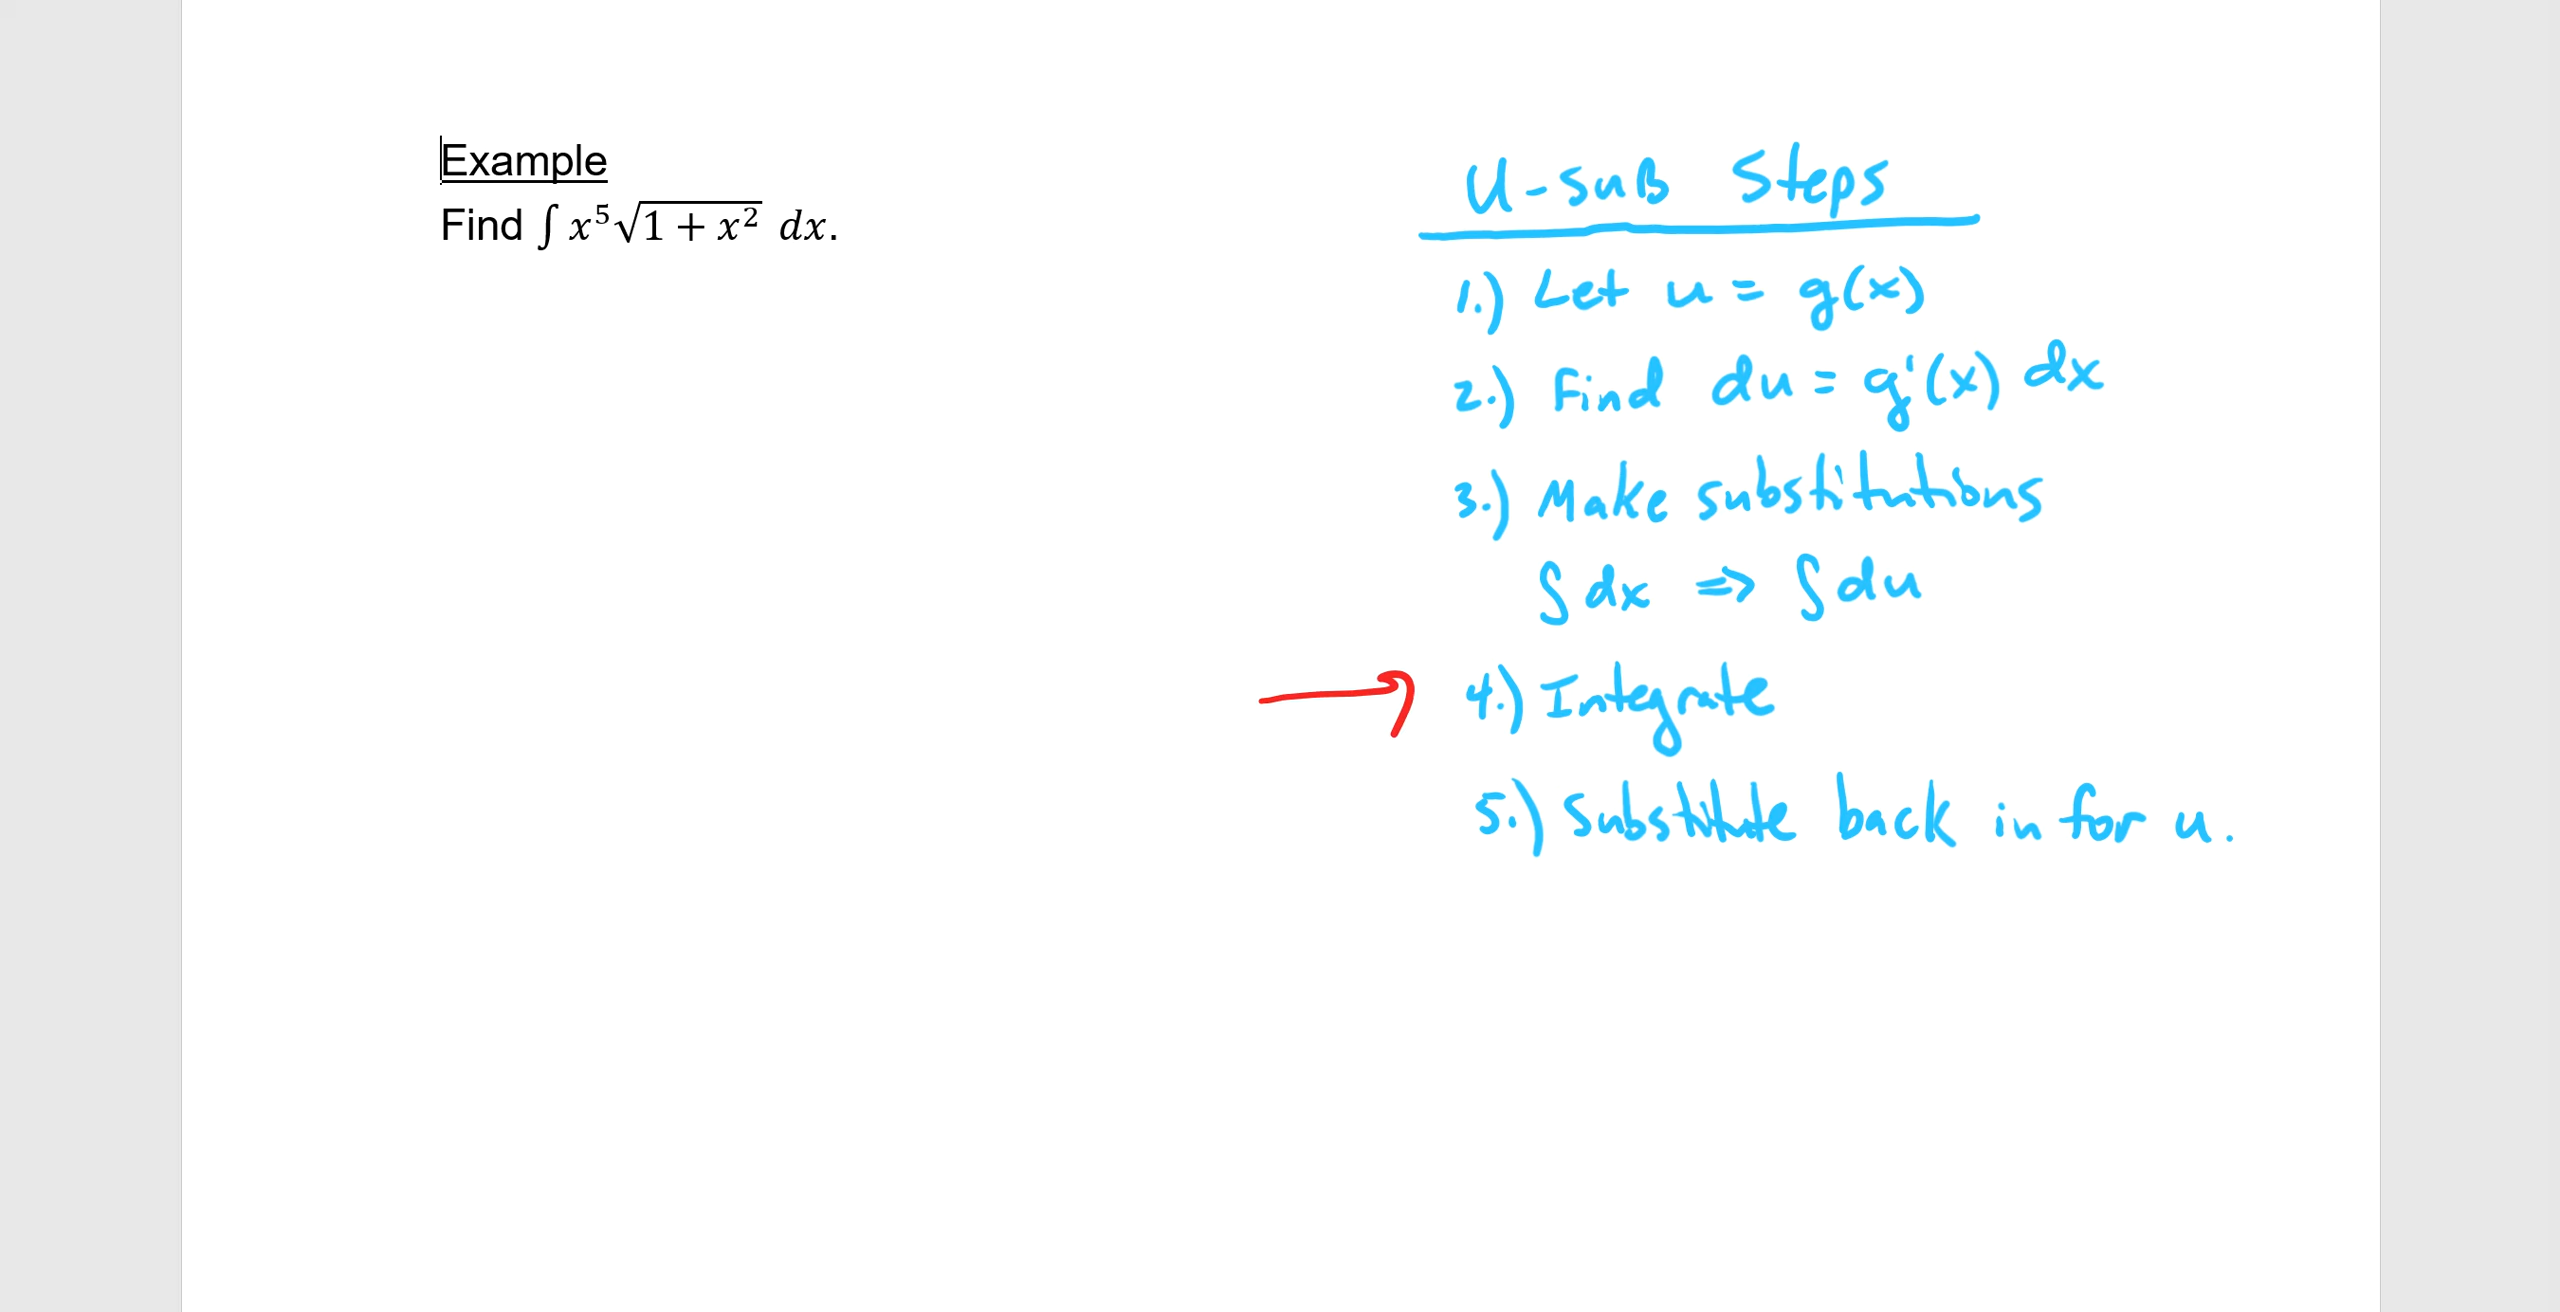 Example
Find ∫ x⁵√(1 + x²) dx.
U-SUB Steps
1.) Let u = g(x)
2.) Find du = g'(x) dx
3.) Make substitutions
∫ dx ⇒ ∫ du
4.) Integrate
5.) Substitute back in for u.